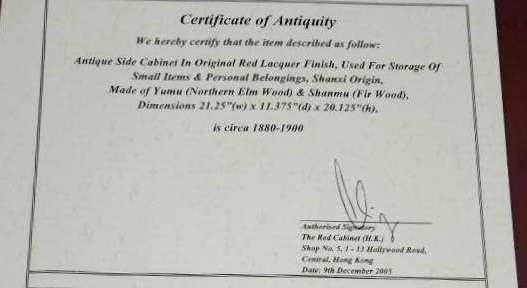 Certificate of Antiquity
We hereby certify that the item described as follow:
Antique Side Cabinet In Original Red Lacquer Finish, Used For Storage Of
Small Items & Personal Belongings, Shanxi Origin,
Made of Yumu (Northern Elm Wood) & Shanmu (Fir Wood),
Dimensions 21.25"(w) x 11.375"(d) x 20.125"(h),
is circa 1880-1900
Authorised Signatory
The Red Cabinet (H.K.)
Shop No. 5, 1 - 13 Hollywood Road,
Central, Hong Kong
Date: 9th December 2005